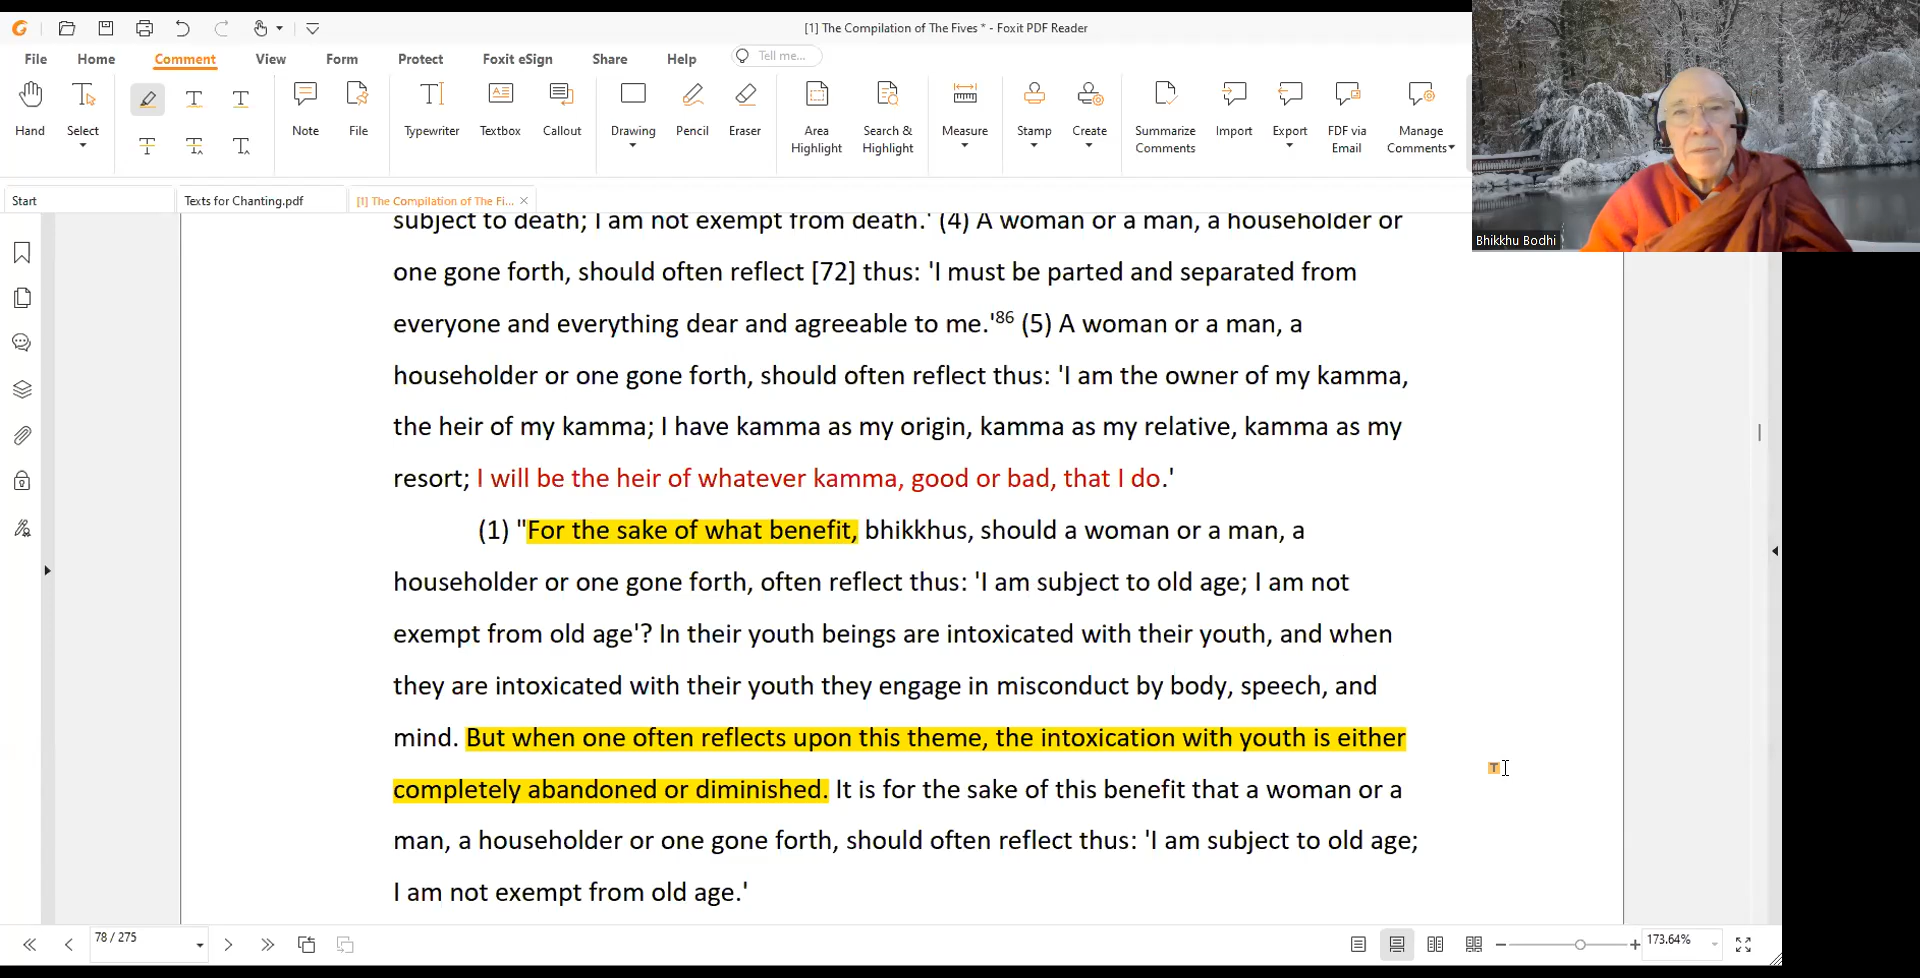 [1] The Compilation of The Fives * - Foxit PDF Reader
File Home Comment View Form Protect Foxit eSign Share Help Tell me...
Hand Select Note File Typewriter Textbox Callout Drawing Pencil Eraser Area Highlight Search & Highlight Measure Stamp Create Summarize Comments Import Export FDF via Email Manage Comments
Bhikkhu Bodhi
Start Texts for Chanting.pdf [1] The Compilation of The Fi...
subject to death; I am not exempt from death.' (4) A woman or a man, a householder or
one gone forth, should often reflect [72] thus: 'I must be parted and separated from
everyone and everything dear and agreeable to me.'86 (5) A woman or a man, a
householder or one gone forth, should often reflect thus: 'I am the owner of my kamma,
the heir of my kamma; I have kamma as my origin, kamma as my relative, kamma as my
resort; I will be the heir of whatever kamma, good or bad, that I do.'
(1) "For the sake of what benefit, bhikkhus, should a woman or a man, a
householder or one gone forth, often reflect thus: 'I am subject to old age; I am not
exempt from old age'? In their youth beings are intoxicated with their youth, and when
they are intoxicated with their youth they engage in misconduct by body, speech, and
mind. But when one often reflects upon this theme, the intoxication with youth is either
completely abandoned or diminished. It is for the sake of this benefit that a woman or a
man, a householder or one gone forth, should often reflect thus: 'I am subject to old age;
I am not exempt from old age.'
78 / 275 173.64%